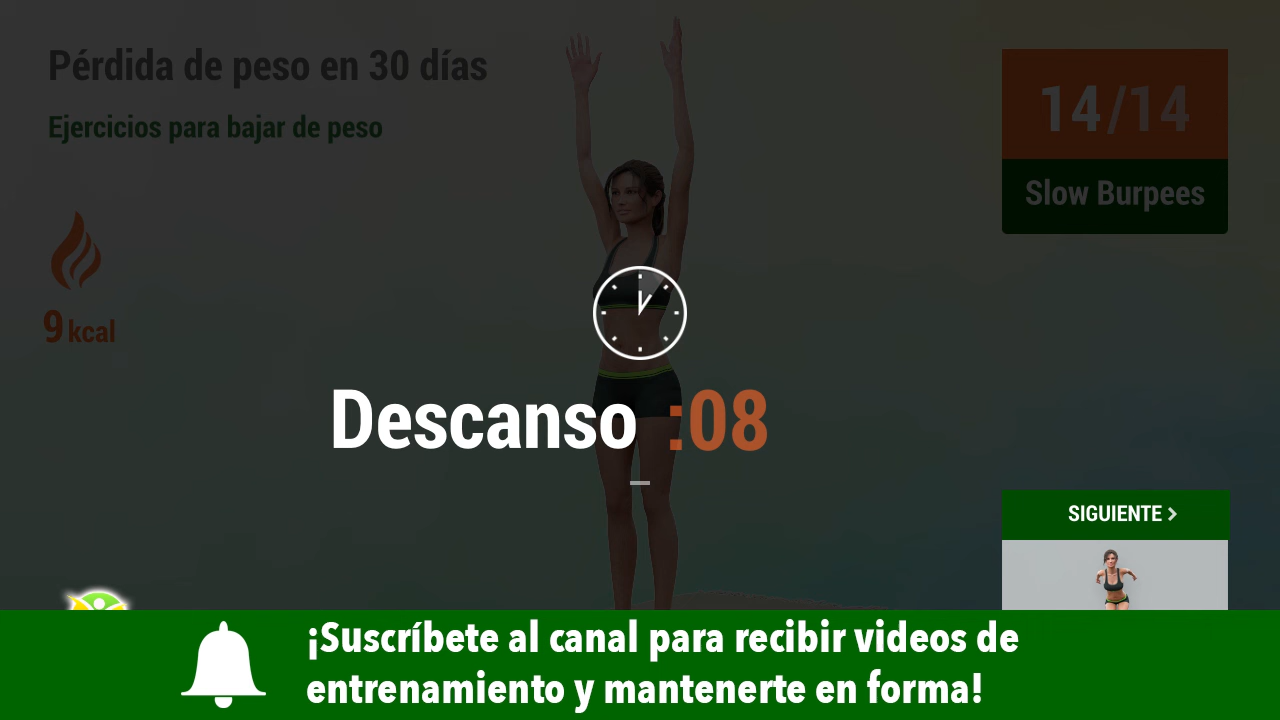 Pérdida de peso en 30 días
Ejercicios para bajar de peso
14/14
Slow Burpees
9 kcal
Descanso :08
SIGUIENTE >
¡Suscríbete al canal para recibir videos de
entrenamiento y mantenerte en forma!